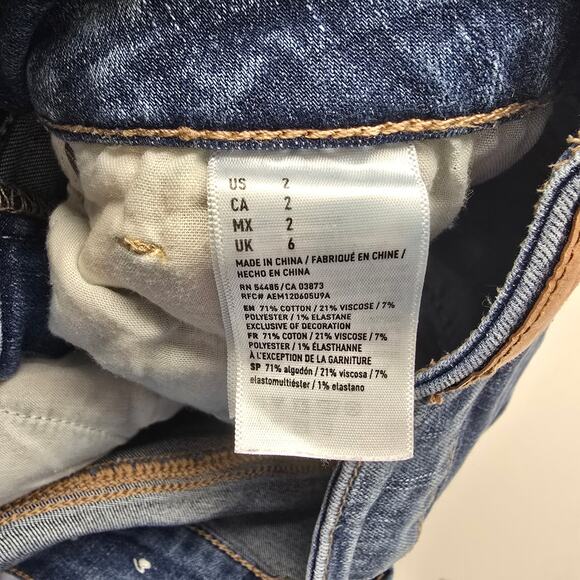 US 2
CA 2
MX 2
UK 6
MADE IN CHINA / FABRIQUÉ EN CHINE /
HECHO EN CHINA
RN 54485 / CA 03873
RFC# AEM120605U9A
EN 71% COTTON / 21% VISCOSE / 7%
POLYESTER / 1% ELASTANE
EXCLUSIVE OF DECORATION
FR 71% COTON / 21% VISCOSE / 7%
POLYESTER / 1% ÉLASTHANNE
À L'EXCEPTION DE LA GARNITURE
SP 71% algodón / 21% viscosa / 7%
elastomultiéster / 1% elastano